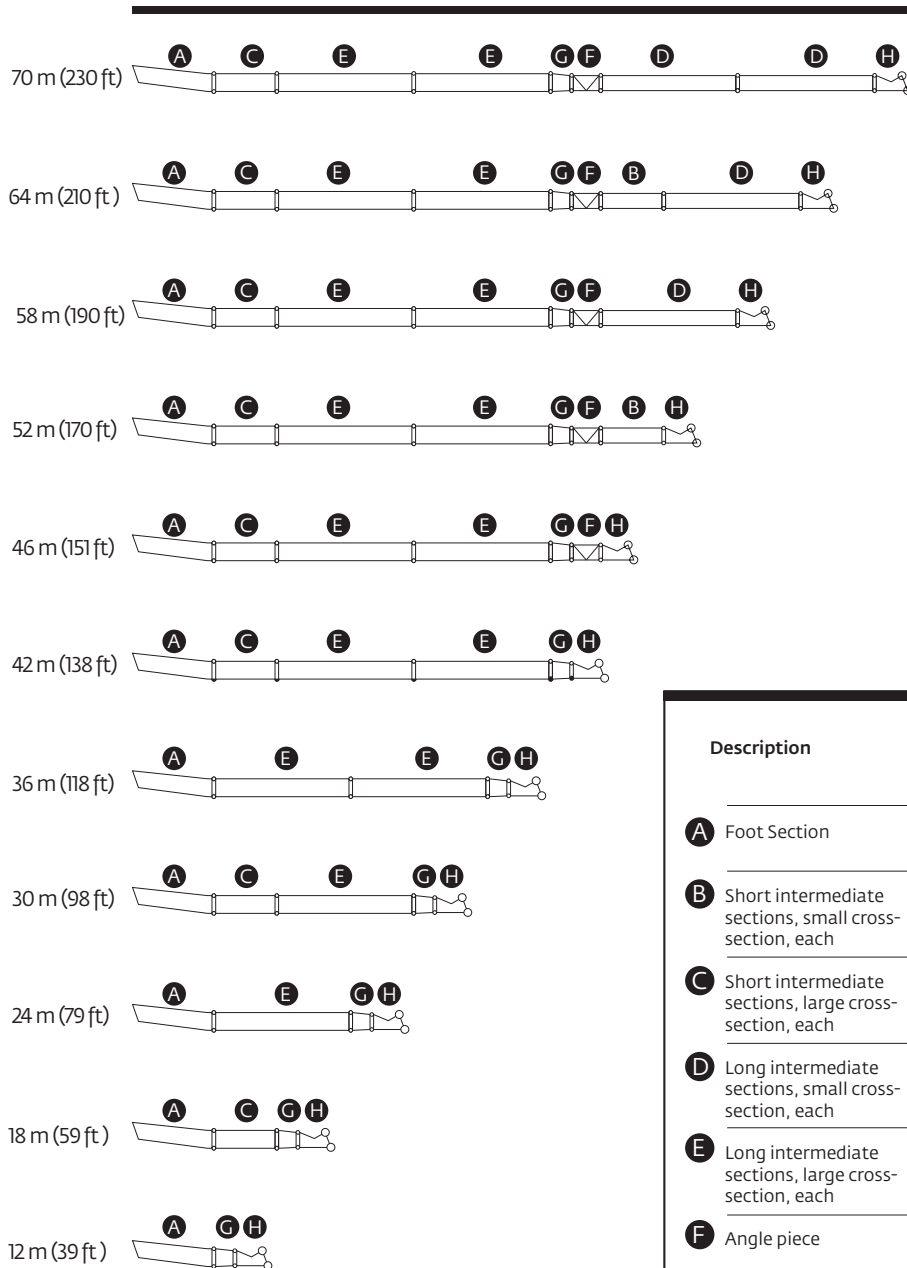 A C E E G F D D H
70 m (230 ft)
A C E E G F B D H
64 m (210 ft )
A C E E G F D H
58 m (190 ft)
A C E E G F B H
52 m (170 ft)
A C E E G F H
46 m (151 ft)
A C E E G H
42 m (138 ft)
A E E G H
36 m (118 ft)
A C E G H
30 m (98 ft)
A E G H
24 m (79 ft)
A C G H
18 m (59 ft )
A G H
12 m (39 ft )
Description
A Foot Section
B Short intermediate
sections, small cross-
section, each
C Short intermediate
sections, large cross-
section, each
D Long intermediate
sections, small cross-
section, each
E Long intermediate
sections, large cross-
section, each
F Angle piece